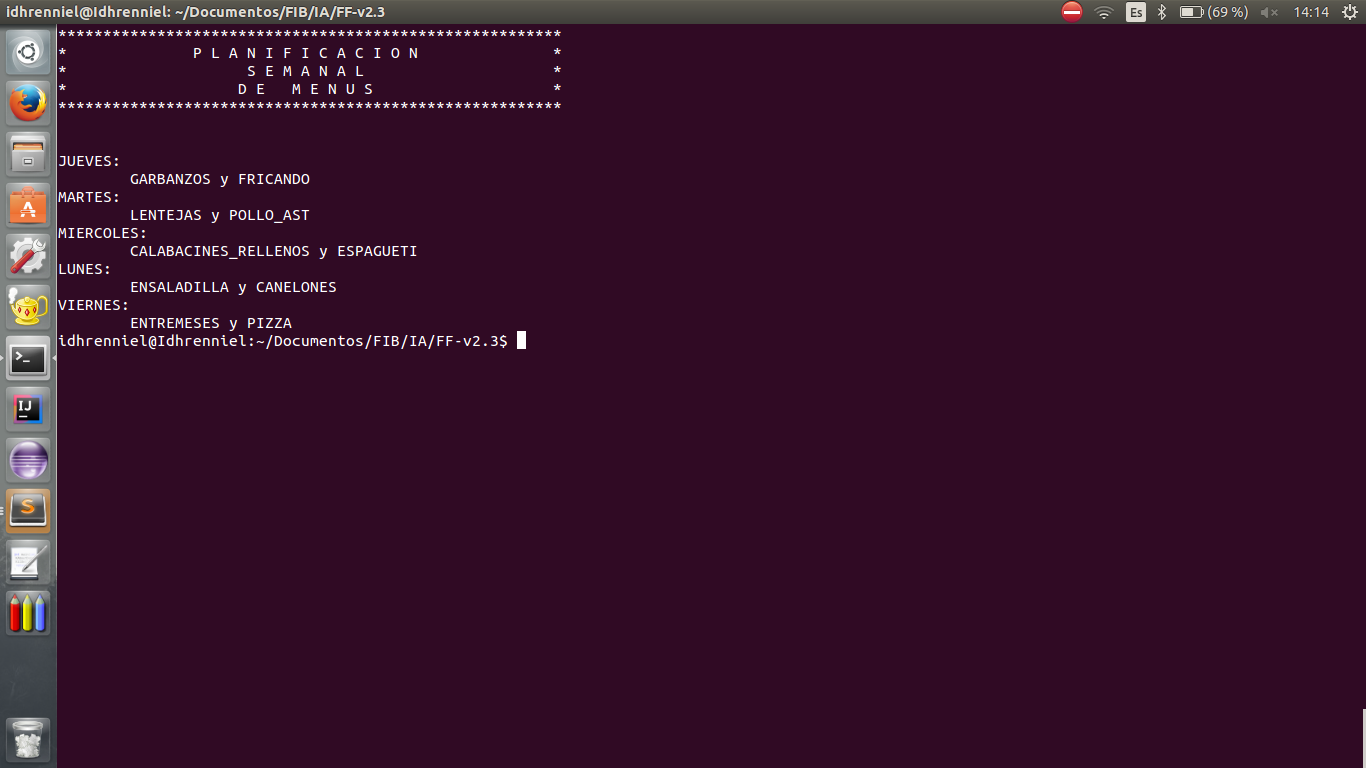 idhrenniel@Idhrenniel: ~/Documentos/FIB/IA/FF-v2.3
Es
(69 %)
14:14
********************************************************
* P L A N I F I C A C I O N *
* S E M A N A L *
* D E M E N U S *
********************************************************
JUEVES:
GARBANZOS y FRICANDO
MARTES:
LENTEJAS y POLLO_AST
MIERCOLES:
CALABACINES_RELLENOS y ESPAGUETI
LUNES:
ENSALADILLA y CANELONES
VIERNES:
ENTREMESES y PIZZA
idhrenniel@Idhrenniel:~/Documentos/FIB/IA/FF-v2.3$
>_
IJ
S